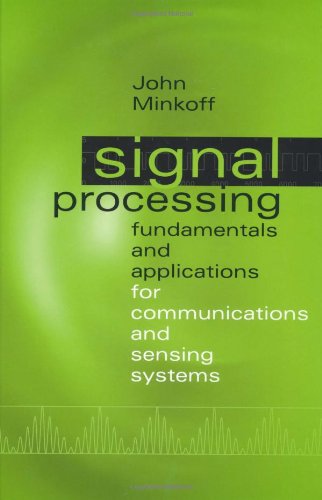 John
Minkoff
signal
processing
fundamentals and
applications
for
communications
and
sensing
systems